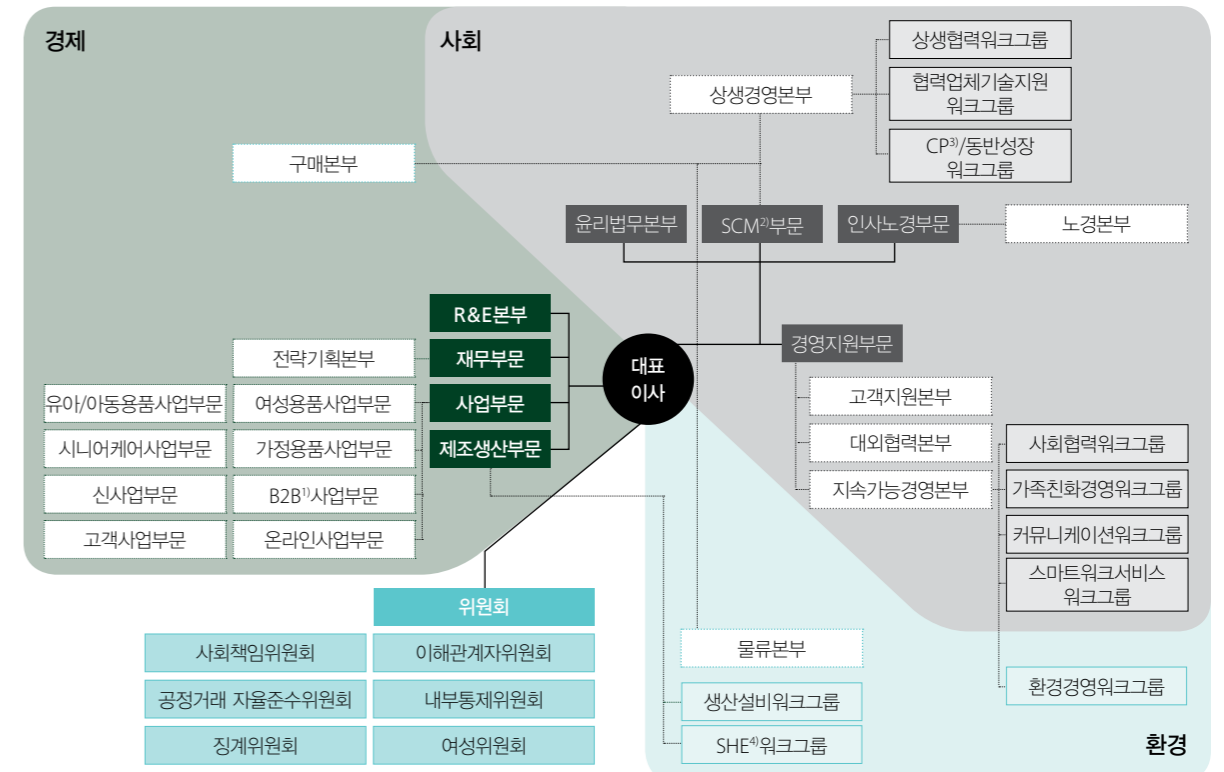 경제
사회
상생협력워크그룹
상생경영본부
협력업체기술지원
워크그룹
CP3)/동반성장
워크그룹
구매본부
윤리법무본부
SCM2)부문
인사노경부문
노경본부
R&E본부
전략기획본부
재무부문
대표
이사
경영지원부문
유아/아동용품사업부문
여성용품사업부문
사업부문
고객지원본부
시니어케어사업부문
가정용품사업부문
제조생산부문
대외협력본부
사회협력워크그룹
신사업부문
B2B1)사업부문
지속가능경영본부
가족친화경영워크그룹
고객사업부문
온라인사업부문
커뮤니케이션워크그룹
스마트워크서비스
워크그룹
위원회
사회책임위원회
이해관계자위원회
물류본부
공정거래 자율준수위원회
내부통제위원회
생산설비워크그룹
환경경영워크그룹
징계위원회
여성위원회
SHE4)워크그룹
환경